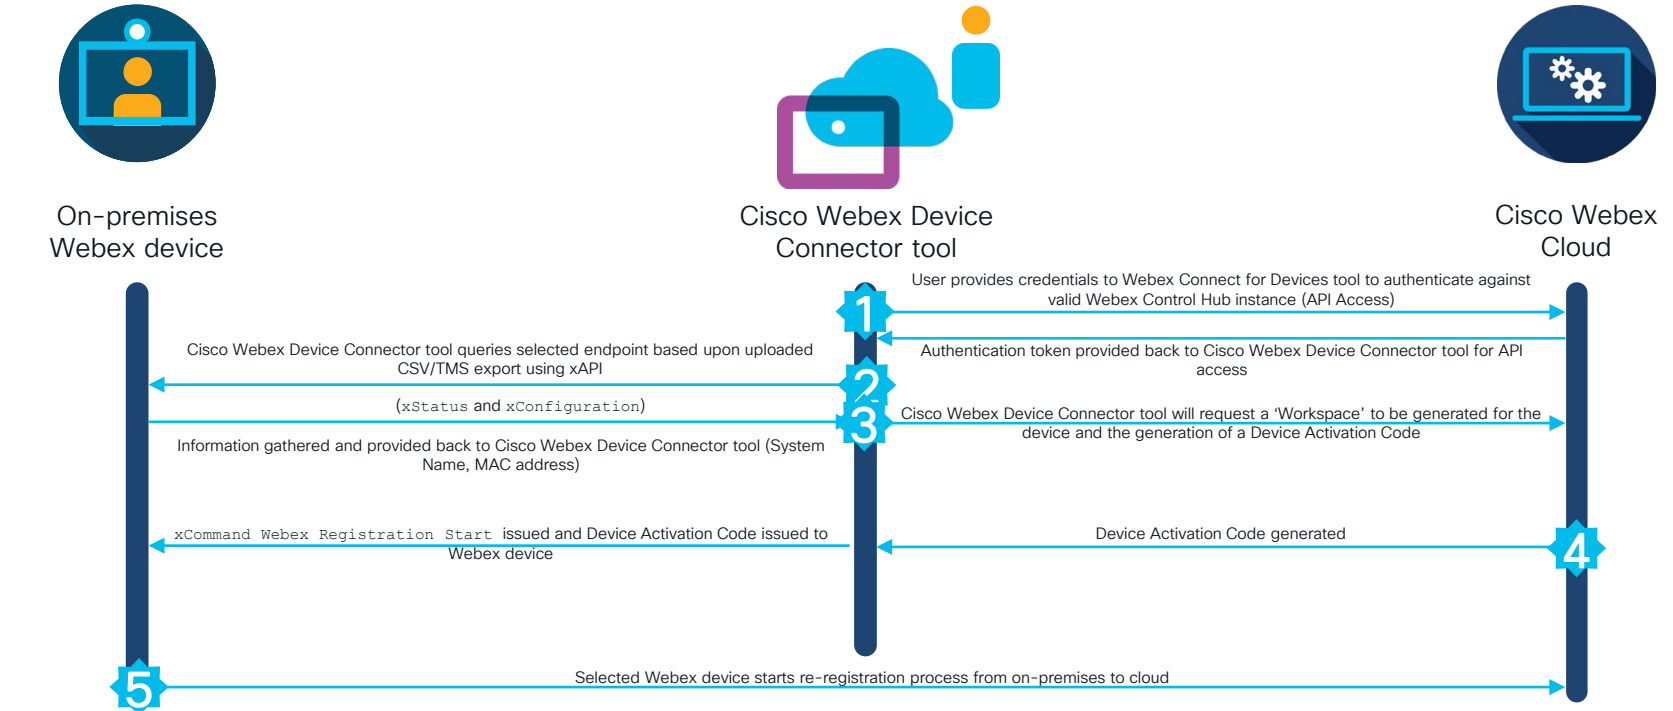 On-premises
Webex device
Cisco Webex Device
Connector tool
Cisco Webex
Cloud
User provides credentials to Webex Connect for Devices tool to authenticate against
valid Webex Control Hub instance (API Access)
1
Authentication token provided back to Cisco Webex Device Connector tool for API
access
Cisco Webex Device Connector tool queries selected endpoint based upon uploaded
CSV/TMS export using xAPI
2
(xStatus and xConfiguration)
3
Cisco Webex Device Connector tool will request a ‘Workspace’ to be generated for the
device and the generation of a Device Activation Code
Information gathered and provided back to Cisco Webex Device Connector tool (System
Name, MAC address)
xCommand Webex Registration Start issued and Device Activation Code issued to
Webex device
Device Activation Code generated
4
5
Selected Webex device starts re-registration process from on-premises to cloud